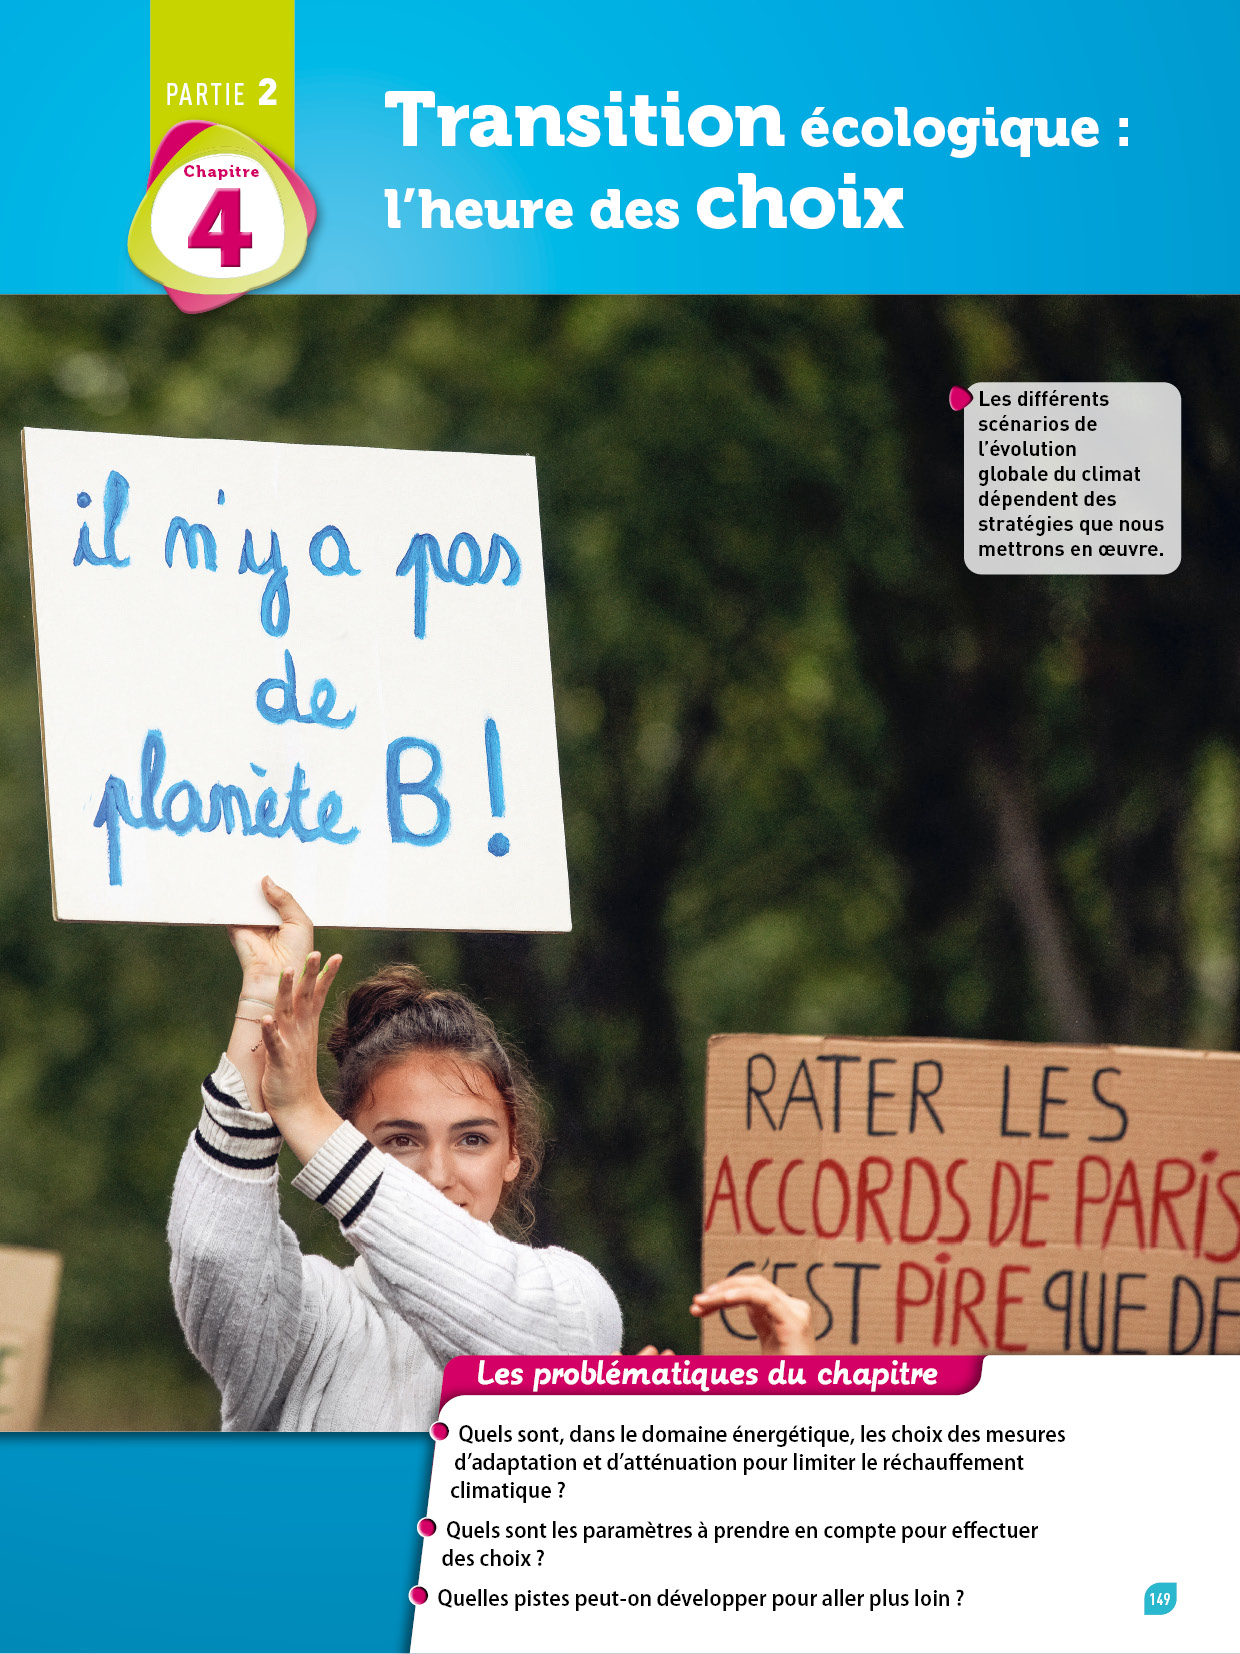 PARTIE 2
Chapitre
4
Transition écologique :
l'heure des choix
Les différents
scénarios de
l'évolution
globale du climat
dépendent des
stratégies que nous
mettrons en œuvre.
il n'y a pas
de
planète B !
RATER LES
ACCORDS DE PARIS
C'EST PIRE QUE DE
Les problématiques du chapitre
Quels sont, dans le domaine énergétique, les choix des mesures
d'adaptation et d'atténuation pour limiter le réchauffement
climatique ?
Quels sont les paramètres à prendre en compte pour effectuer
des choix ?
Quelles pistes peut-on développer pour aller plus loin ?
149